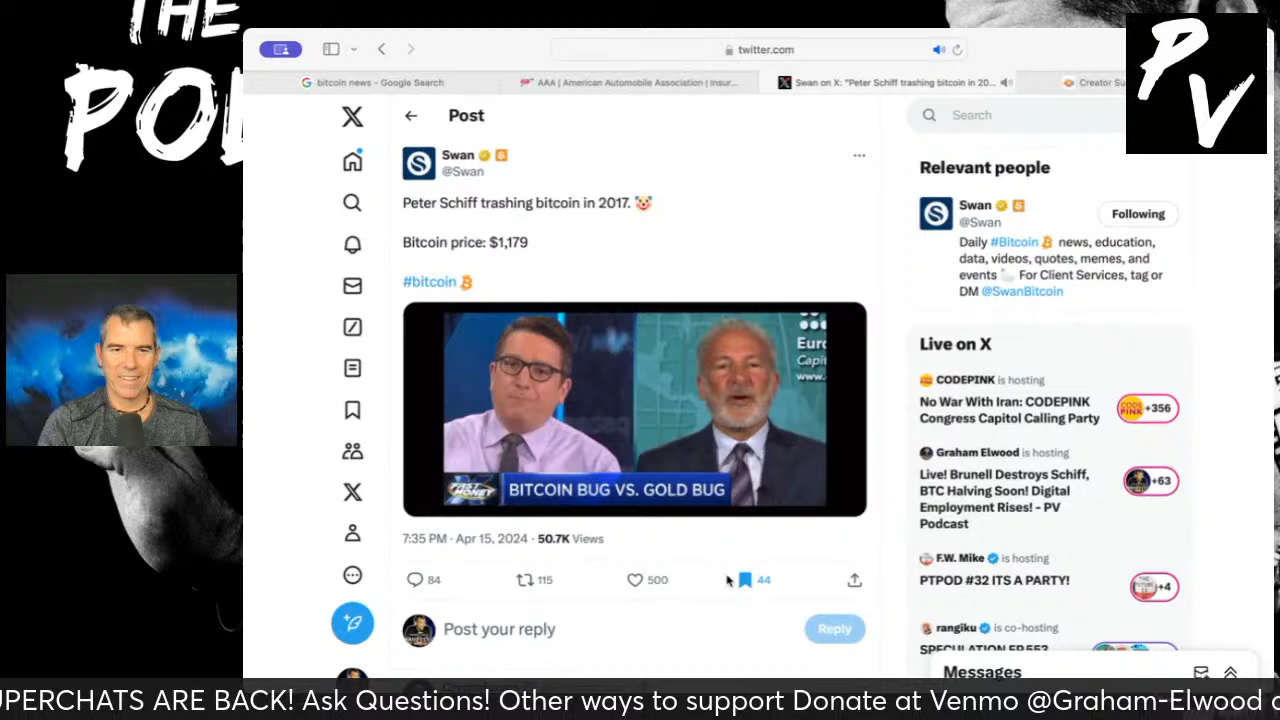 THE
PO
PV
twitter.com
bitcoin news - Google Search
AAA | American Automobile Association | Insur...
Swan on X: "Peter Schiff trashing bitcoin in 20...
Creator Su
Post
Search
Swan
@Swan
Peter Schiff trashing bitcoin in 2017. 🤡
Bitcoin price: $1,179
#bitcoin
Euro
Capit
www.
FAST MONEY
BITCOIN BUG VS. GOLD BUG
7:35 PM · Apr 15, 2024 · 50.7K Views
84
115
500
44
Post your reply
Reply
Relevant people
Swan
@Swan
Following
Daily #Bitcoin news, education,
data, videos, quotes, memes, and
events 🦢 For Client Services, tag or
DM @SwanBitcoin
Live on X
CODEPINK is hosting
No War With Iran: CODEPINK
Congress Capitol Calling Party
CODE PINK
+356
Graham Elwood is hosting
Live! Brunell Destroys Schiff,
BTC Halving Soon! Digital
Employment Rises! - PV
Podcast
+63
F.W. Mike is hosting
PTPOD #32 ITS A PARTY!
+4
rangiku is co-hosting
SPECULATION EP.553
Messages
UPERCHATS ARE BACK! Ask Questions! Other ways to support Donate at Venmo @Graham-Elwood